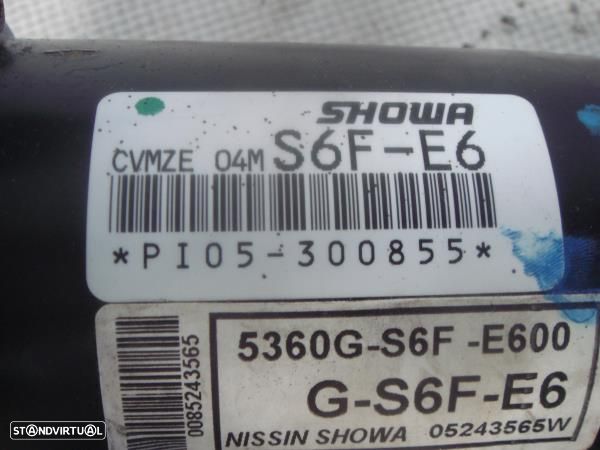 SHOWA
CVMZE 04M S6F-E6
*PI05-300855*
0085243565
5360G-S6F -E600
G-S6F-E6
NISSIN SHOWA 05243565W
STANDVIRTUAL